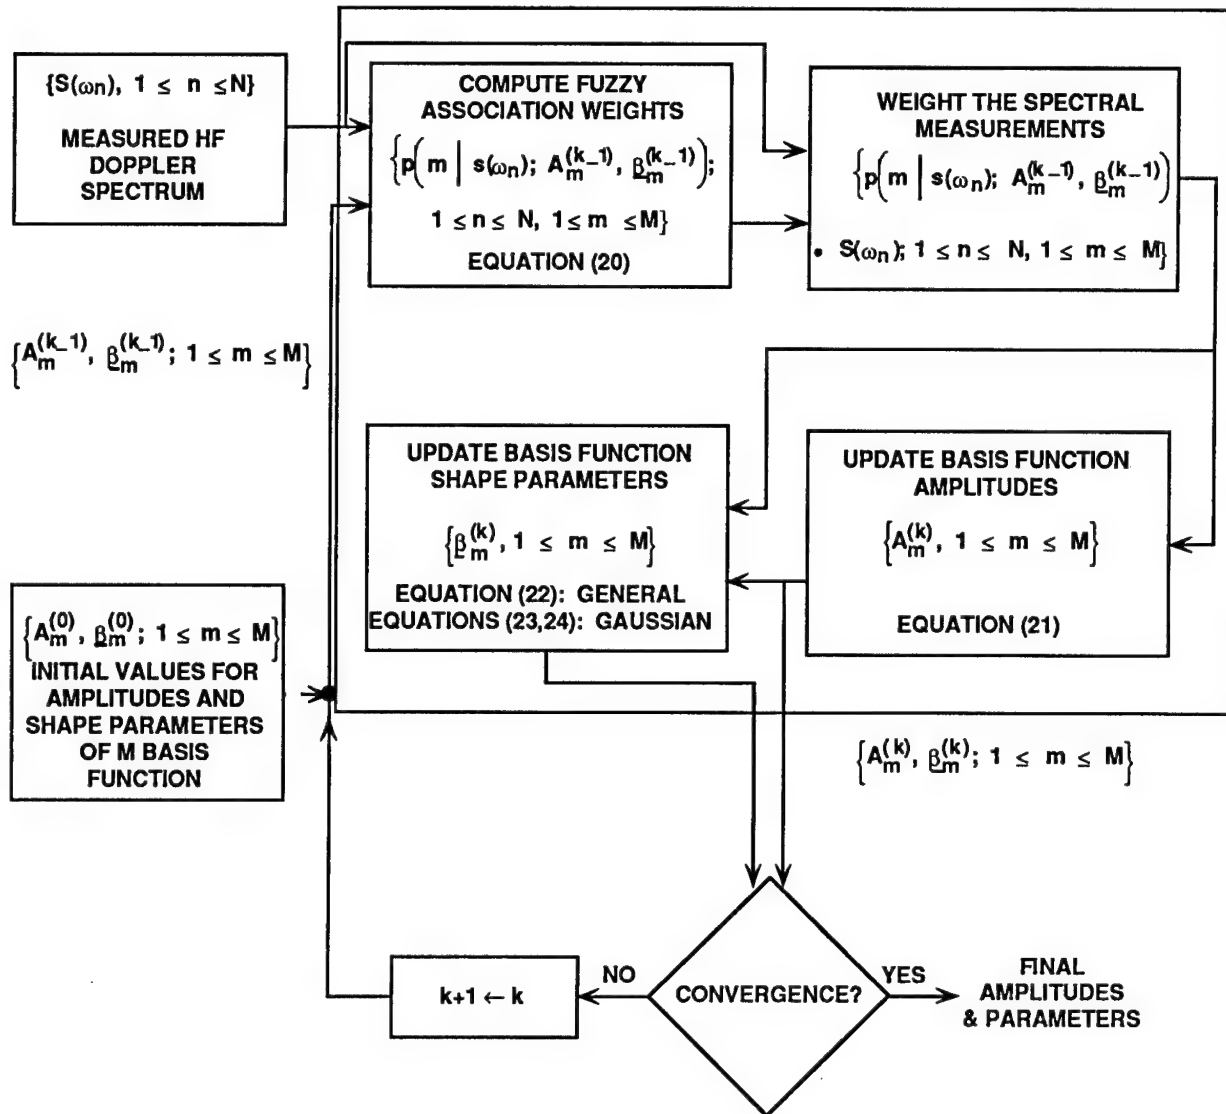 {S(ωn), 1 ≤ n ≤N}
MEASURED HF
DOPPLER
SPECTRUM
COMPUTE FUZZY
ASSOCIATION WEIGHTS
{p(m | s(ωn); A_m^(k–1), β_m^(k–1));
1 ≤ n ≤ N, 1 ≤ m ≤M}
EQUATION (20)
WEIGHT THE SPECTRAL
MEASUREMENTS
{p(m | s(ωn); A_m^(k–1), β_m^(k–1))
• S(ωn); 1 ≤ n ≤ N, 1 ≤ m ≤ M}
{A_m^(k–1), β_m^(k–1); 1 ≤ m ≤ M}
UPDATE BASIS FUNCTION
SHAPE PARAMETERS
{β_m^(k), 1 ≤ m ≤ M}
EQUATION (22): GENERAL
EQUATIONS (23,24): GAUSSIAN
UPDATE BASIS FUNCTION
AMPLITUDES
{A_m^(k), 1 ≤ m ≤ M}
EQUATION (21)
{A_m^(0), β_m^(0); 1 ≤ m ≤ M}
INITIAL VALUES FOR
AMPLITUDES AND
SHAPE PARAMETERS
OF M BASIS
FUNCTION
{A_m^(k), β_m^(k); 1 ≤ m ≤ M}
k+1 ← k
NO
CONVERGENCE?
YES
FINAL
AMPLITUDES
& PARAMETERS